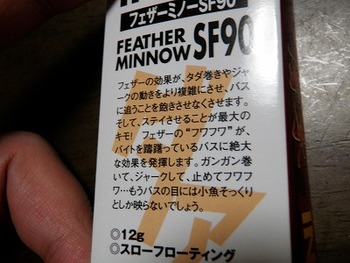 フェザーミノーSF90
FEATHER
MINNOW SF90
フェザーの効果が、タダ巻きやジャ
ークの動きをより複雑にさせ、バス
に追うことを飽きさせなくさせます。
そして、ステイさせることが最大の
キモ!　フェザーの“フワフワ”が、
バイトを躊躇っているバスに絶大
な効果を発揮します。ガンガン巻
いて、ジャークして、止めてフワフ
ワ…もうバスの目には小魚そっくり
としか映らないでしょう。
◎12g
◎スローフローティング